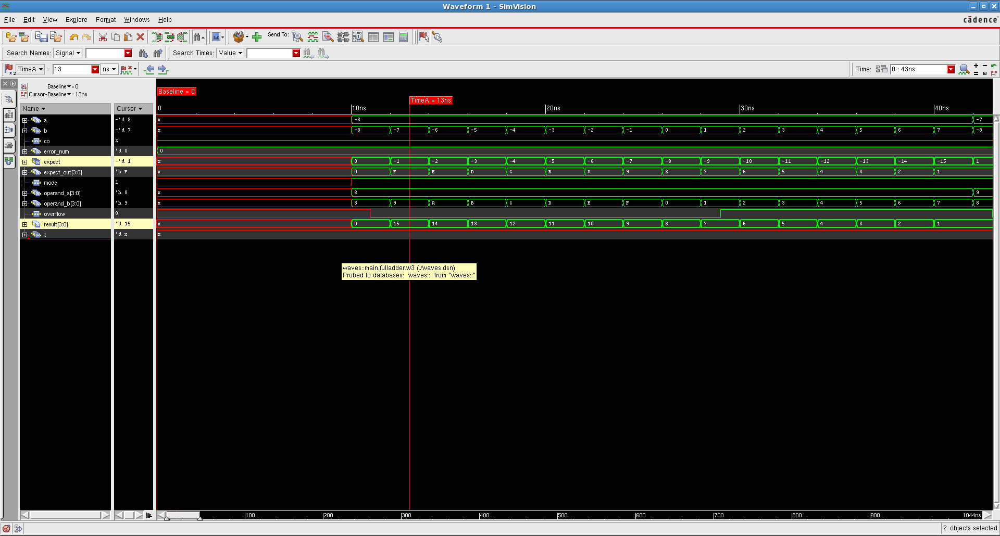 Waveform 1 - SimVision
File Edit View Explore Format Windows Help
cādence
Send To:
Search Names: Signal Search Times: Value
TimeA = 13 ns Time: 0 : 43ns
Baseline = 0
Cursor-Baseline = 13ns
Baseline = 0
TimeA = 13ns
Name Cursor 0 10ns 20ns 30ns 40ns
a -'d 8 x -8 -7
b -'d 7 x -8 -7 -6 -5 -4 -3 -2 -1 0 1 2 3 4 5 6 7 -8
co z
error_num 'd 0 0
expect -'d 1 x 0 -1 -2 -3 -4 -5 -6 -7 -8 -9 -10 -11 -12 -13 -14 -15 1
expect_out[3:0] 'h F x 0 F E D C B A 9 8 7 6 5 4 3 2 1
mode 1
operand_a[3:0] 'h 8 x 8 9
operand_b[3:0] 'h 9 x 8 9 A B C D E F 0 1 2 3 4 5 6 7 8
overflow 0
result[3:0] 'd 15 x 0 15 14 13 12 11 10 9 8 7 6 5 4 3 2 1
t 'd x x
waves::main.fulladder.w3 (./waves.dsn)
Probed to databases: waves:: from "waves::"
100 200 300 400 500 600 700 800 900 1044ns
2 objects selected